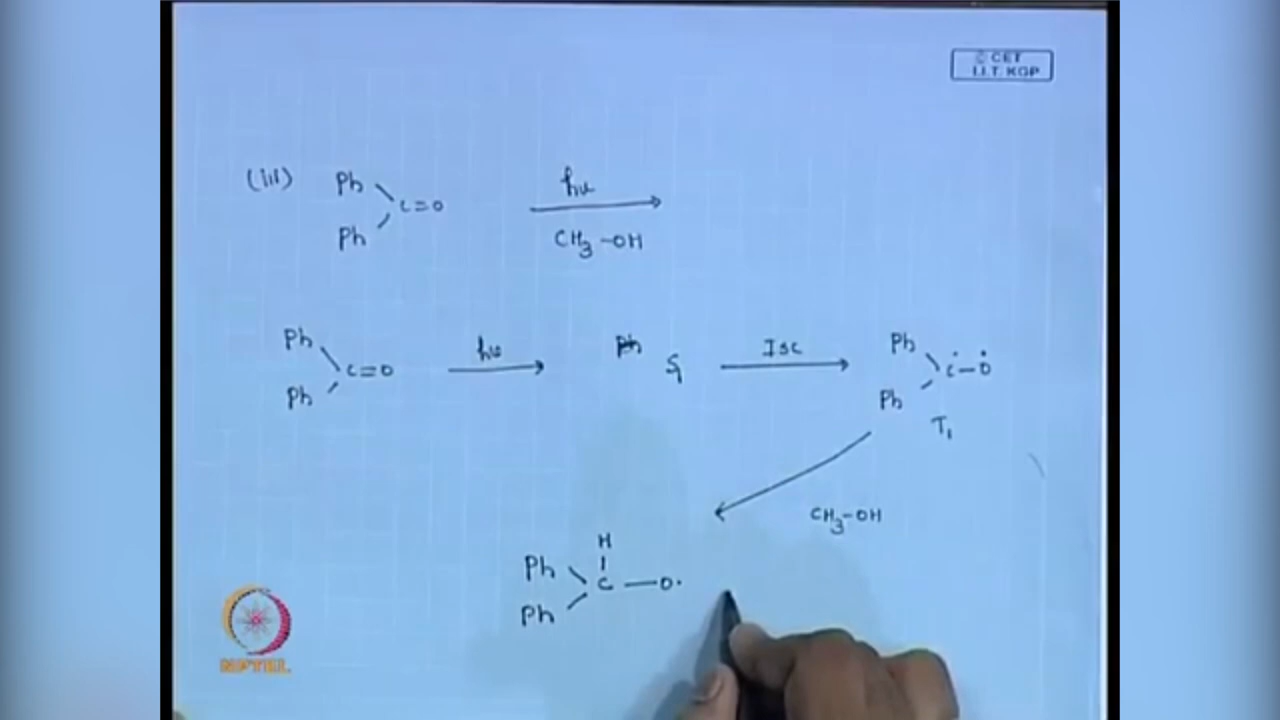 © CET
I.I.T. KGP
(iii) Ph
Ph
C=O
hν
CH3-OH
Ph
Ph
C=O
hν
S1
ISC
Ph
Ph
Ċ-Ȯ
T1
CH3-OH
H
Ph
Ph
C-O·
NPTEL